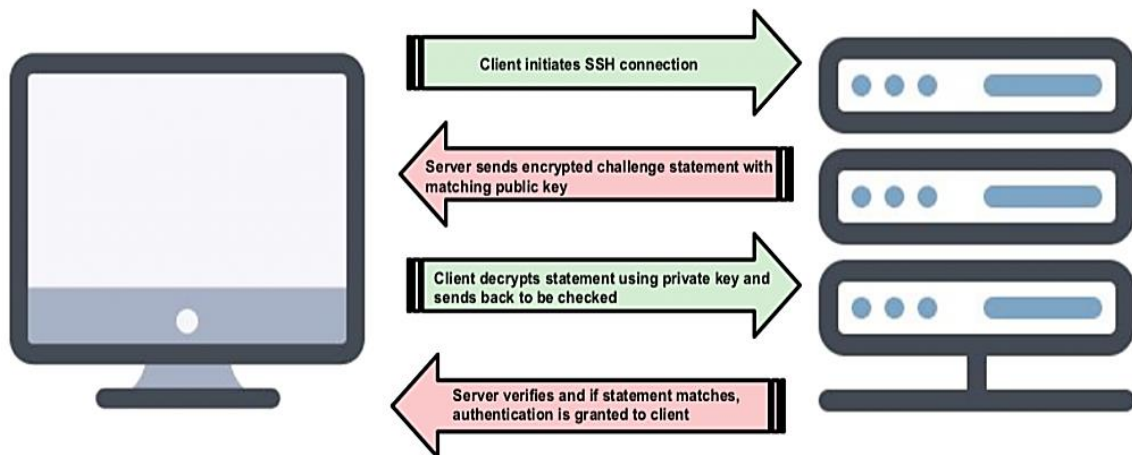 Client initiates SSH connection
Server sends encrypted challenge statement with
matching public key
Client decrypts statement using private key and
sends back to be checked
Server verifies and if statement matches,
authentication is granted to client